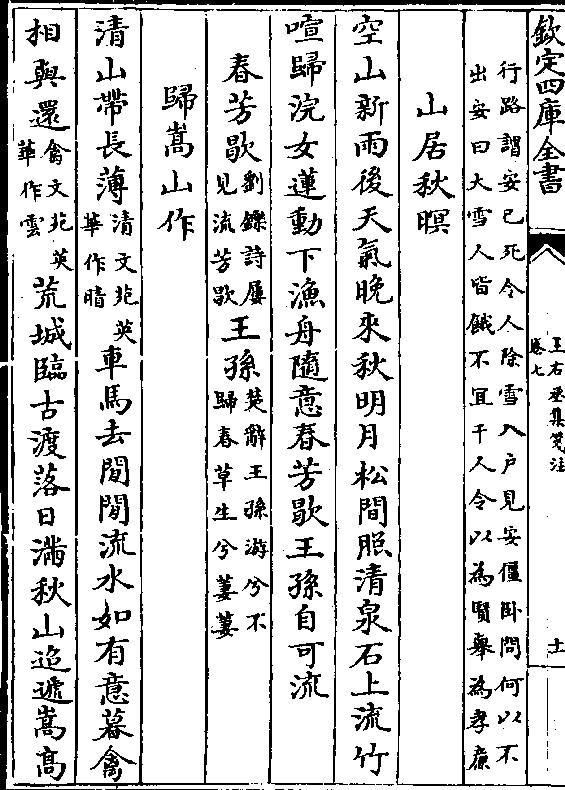 欽定四庫全書
王右丞集箋注
卷七
十一
行路謂安已死令人除雪入户見安僵卧問何以不
出安曰大雪人皆餓不宜干人令以為賢舉為孝廉
山居秋暝
空山新雨後天氣晚來秋明月松間照清泉石上流竹
喧歸浣女蓮動下漁舟隨意春芳歇王孫自可流
春芳歇劉鑠詩屢見流芳歇王孫楚辭王孫游兮不歸春草生兮萋萋
歸嵩山作
清山帶長薄清文苑英華作晴車馬去閒閒流水如有意暮禽
相與還禽文苑英華作雲荒城臨古渡落日滿秋山迢遞嵩高